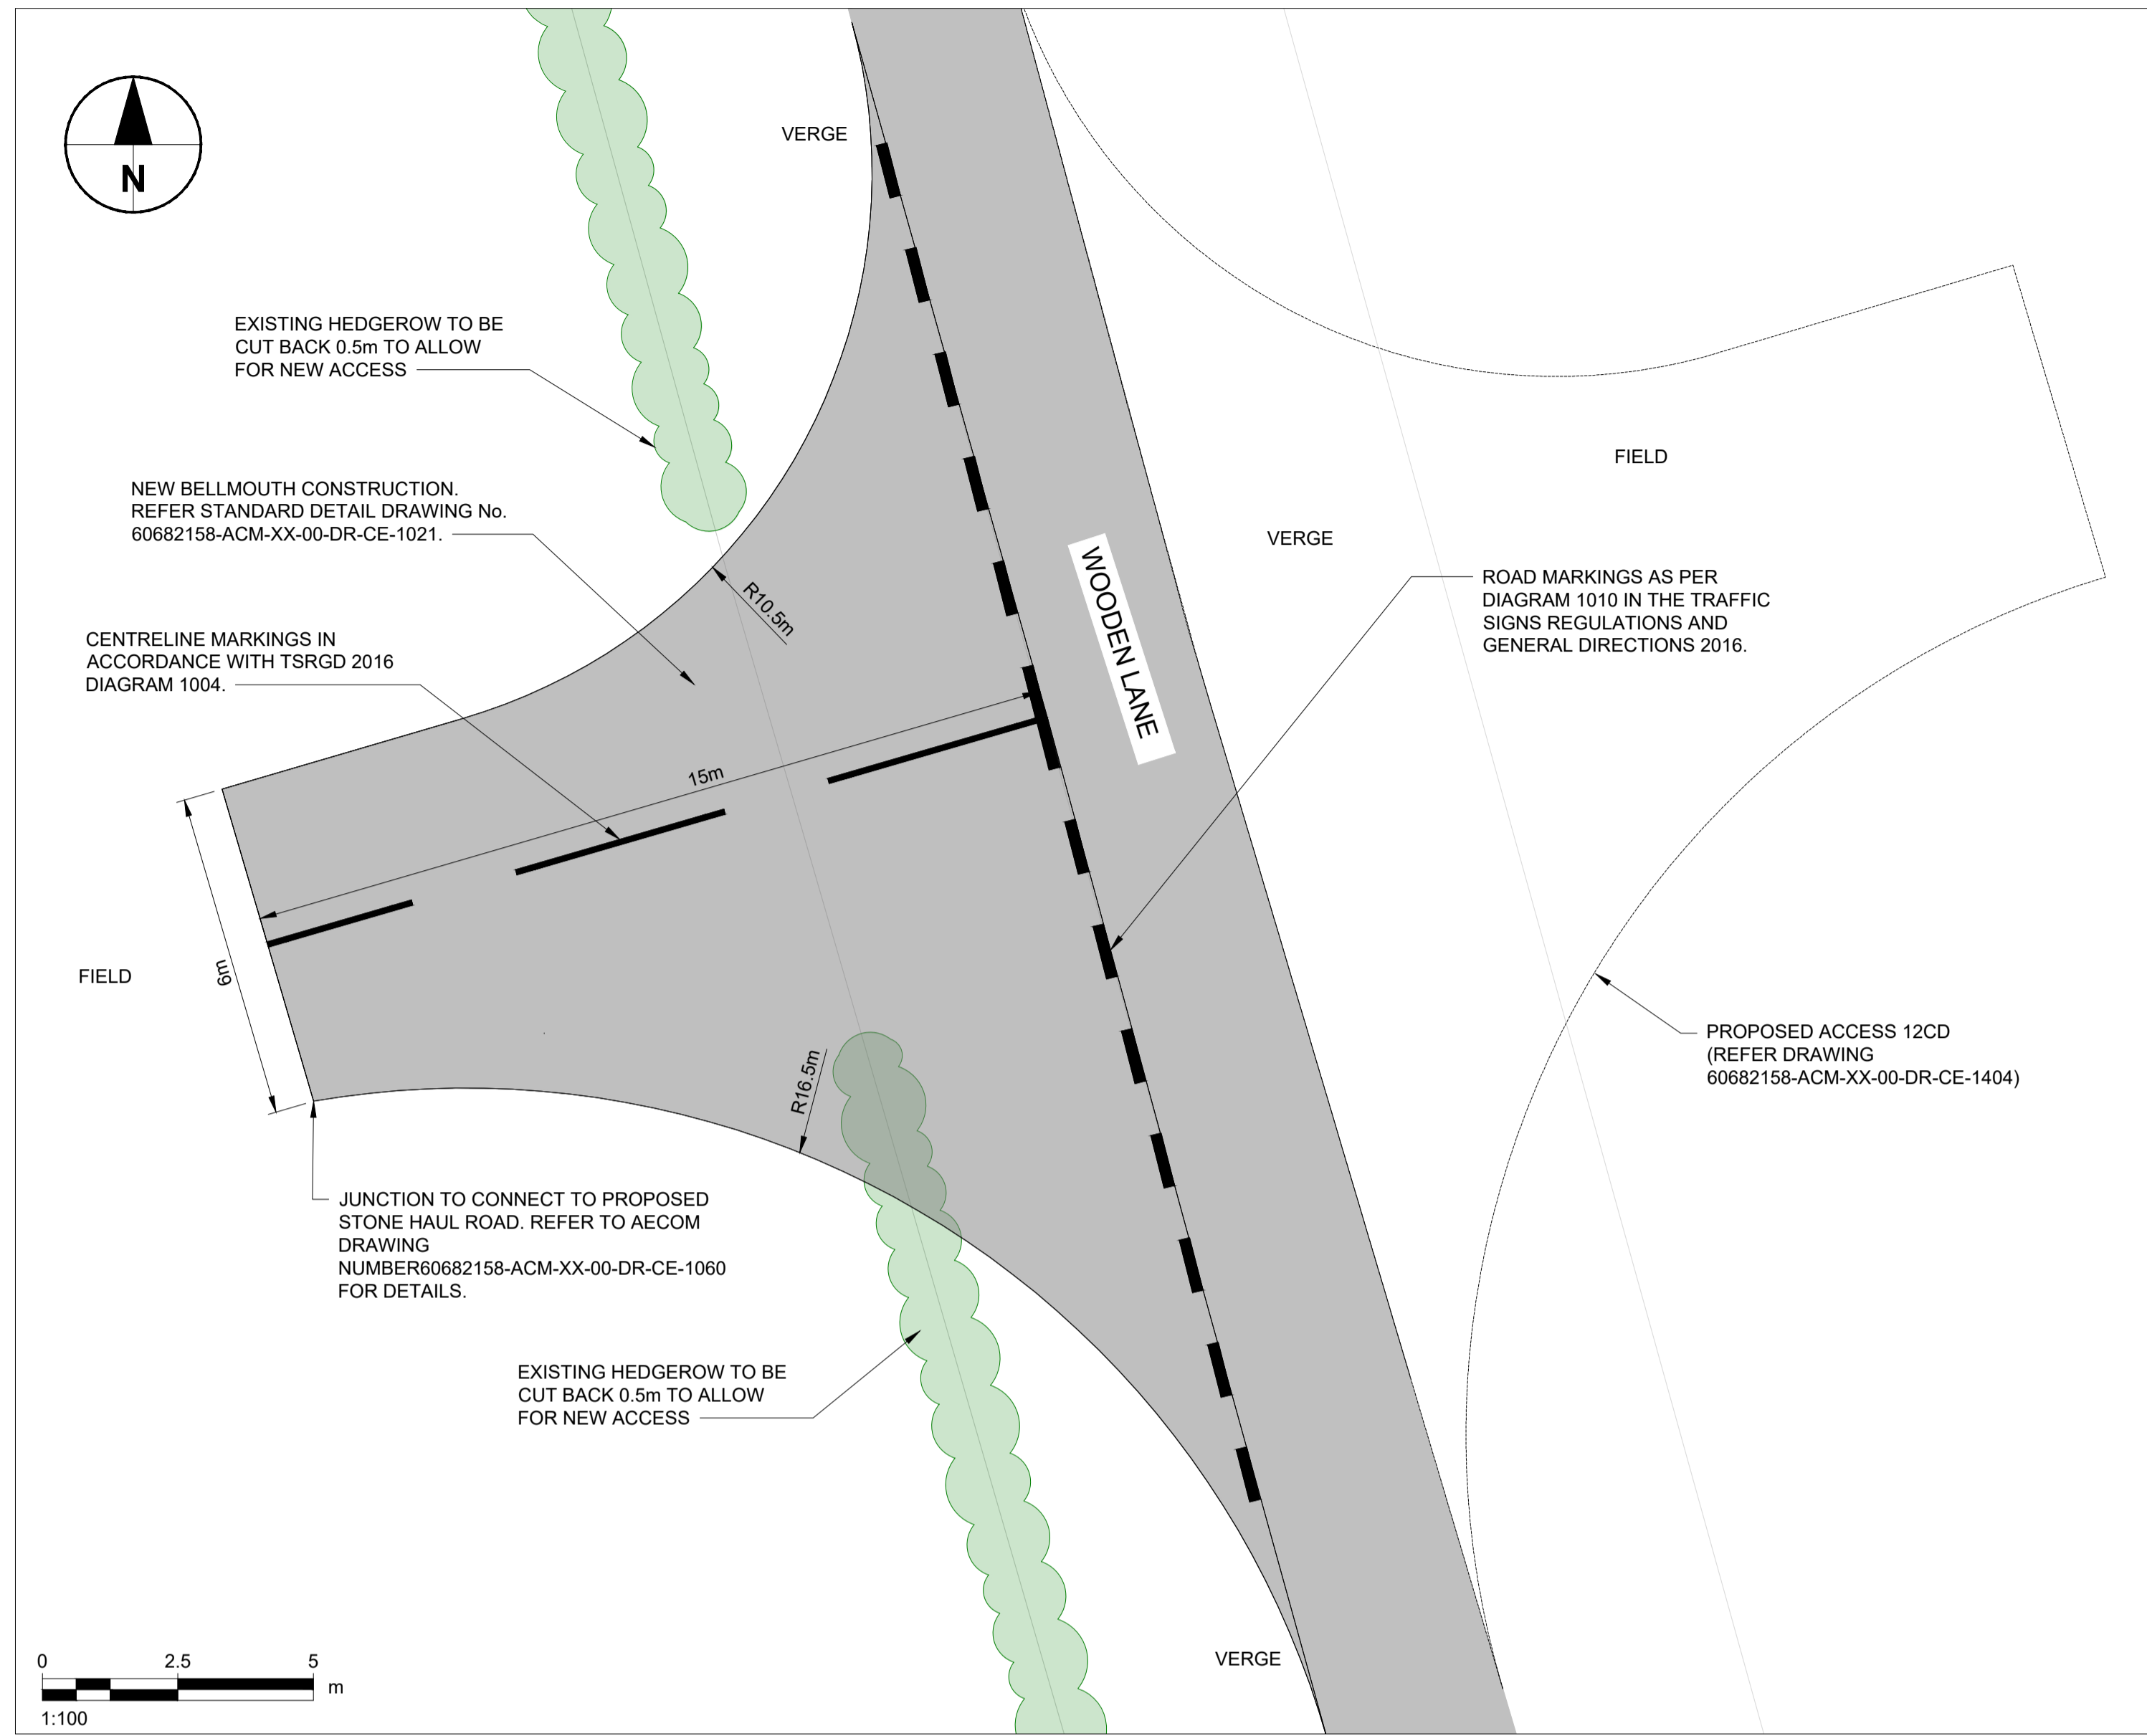 VERGE
N
EXISTING HEDGEROW TO BE
CUT BACK 0.5m TO ALLOW
FOR NEW ACCESS
NEW BELLMOUTH CONSTRUCTION.
REFER STANDARD DETAIL DRAWING No.
60682158-ACM-XX-00-DR-CE-1021.
CENTRELINE MARKINGS IN
ACCORDANCE WITH TSRGD 2016
DIAGRAM 1004.
R10.5m
WOODEN LANE
VERGE
FIELD
ROAD MARKINGS AS PER
DIAGRAM 1010 IN THE TRAFFIC
SIGNS REGULATIONS AND
GENERAL DIRECTIONS 2016.
15m
6m
FIELD
R16.5m
PROPOSED ACCESS 12CD
(REFER DRAWING
60682158-ACM-XX-00-DR-CE-1404)
JUNCTION TO CONNECT TO PROPOSED
STONE HAUL ROAD. REFER TO AECOM
DRAWING
NUMBER60682158-ACM-XX-00-DR-CE-1060
FOR DETAILS.
EXISTING HEDGEROW TO BE
CUT BACK 0.5m TO ALLOW
FOR NEW ACCESS
VERGE
0 2.5 5
m
1:100